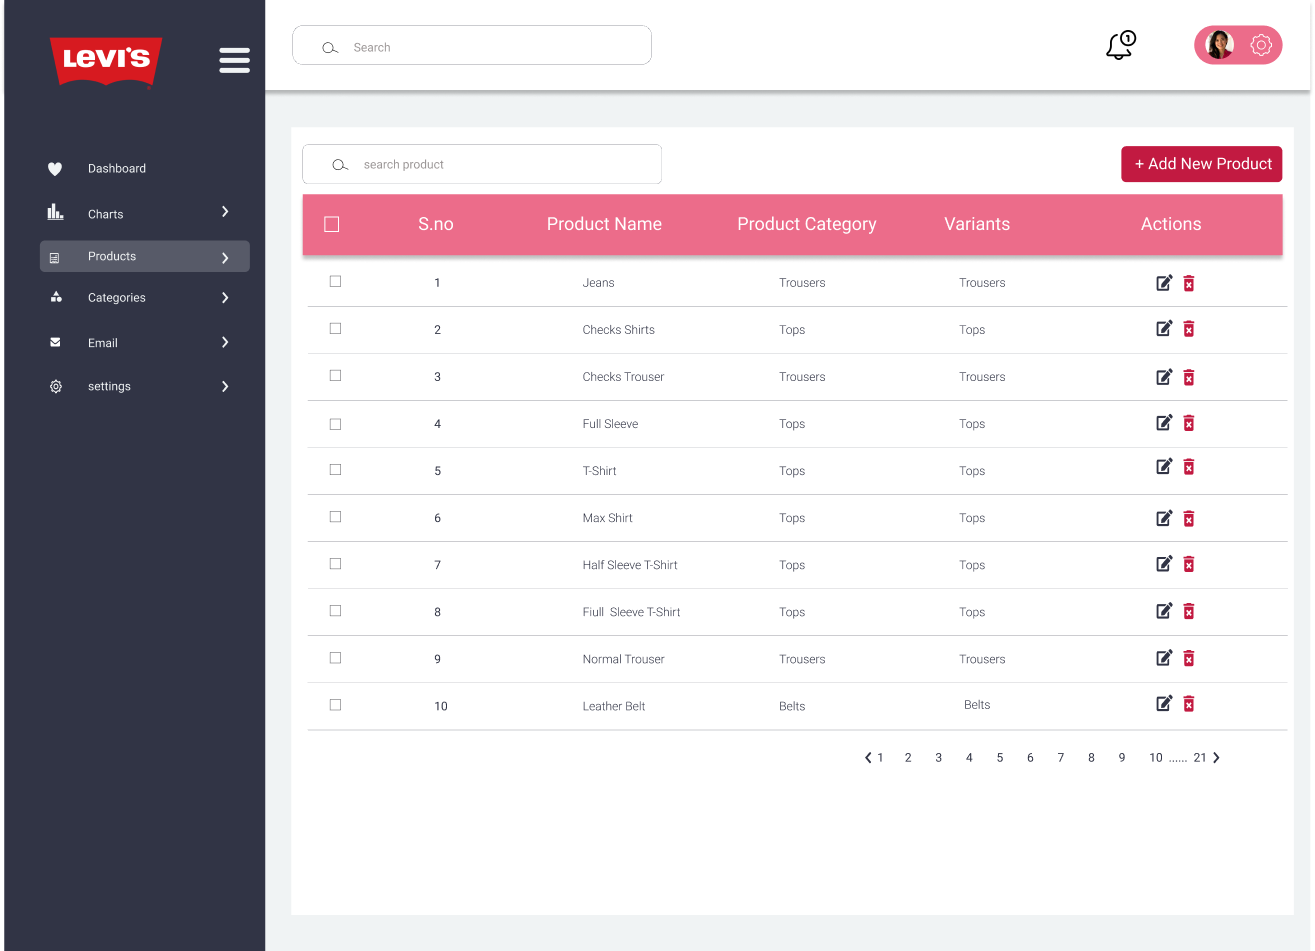 LEVI'S
Search
1
Dashboard
Charts
Products
Categories
Email
settings
search product
+ Add New Product
S.no Product Name Product Category Variants Actions
1 Jeans Trousers Trousers
2 Checks Shirts Tops Tops
3 Checks Trouser Trousers Trousers
4 Full Sleeve Tops Tops
5 T-Shirt Tops Tops
6 Max Shirt Tops Tops
7 Half Sleeve T-Shirt Tops Tops
8 Fiull Sleeve T-Shirt Tops Tops
9 Normal Trouser Trousers Trousers
10 Leather Belt Belts Belts
1 2 3 4 5 6 7 8 9 10 ...... 21